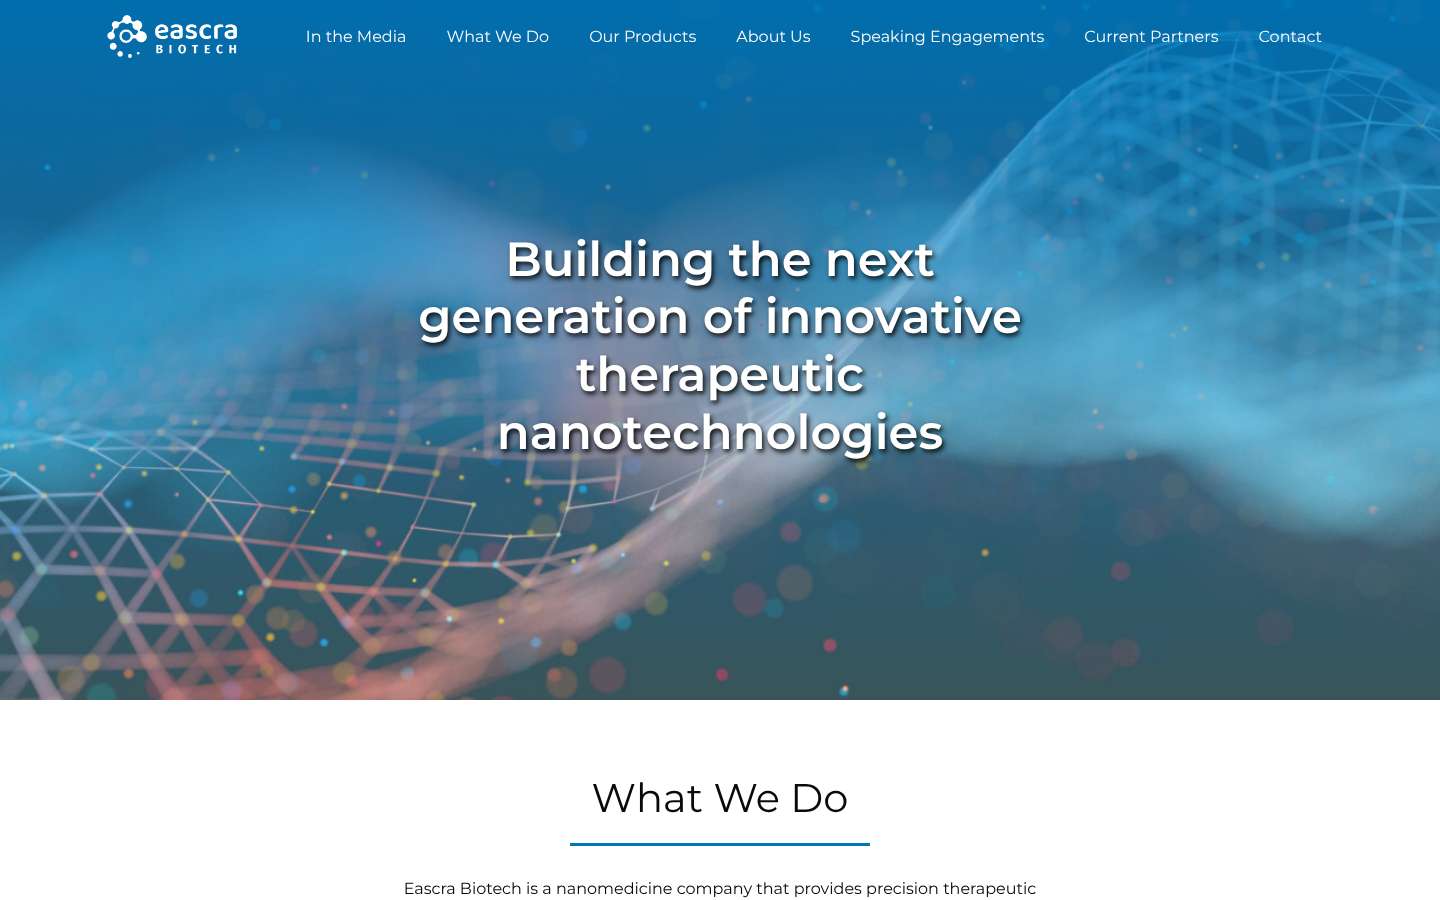 eascra
BIOTECH
In the Media
What We Do
Our Products
About Us
Speaking Engagements
Current Partners
Contact
Building the next
generation of innovative
therapeutic
nanotechnologies
What We Do
Eascra Biotech is a nanomedicine company that provides precision therapeutic